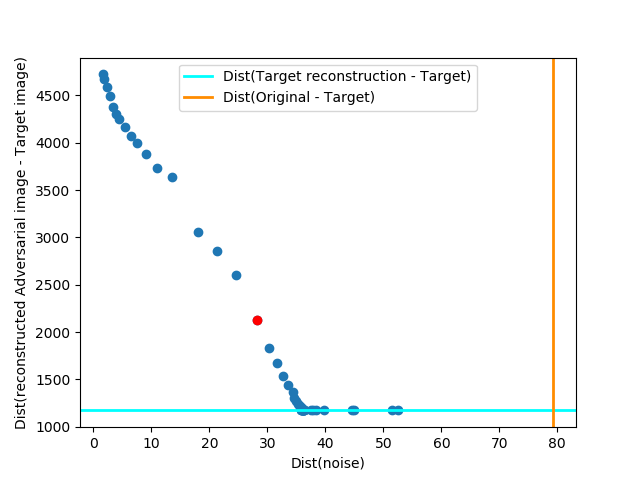 Dist(Target reconstruction - Target)
Dist(Original - Target)
Dist(reconstructed Adversarial image - Target image)
4500
4000
3500
3000
2500
2000
1500
1000
0 10 20 30 40 50 60 70 80
Dist(noise)